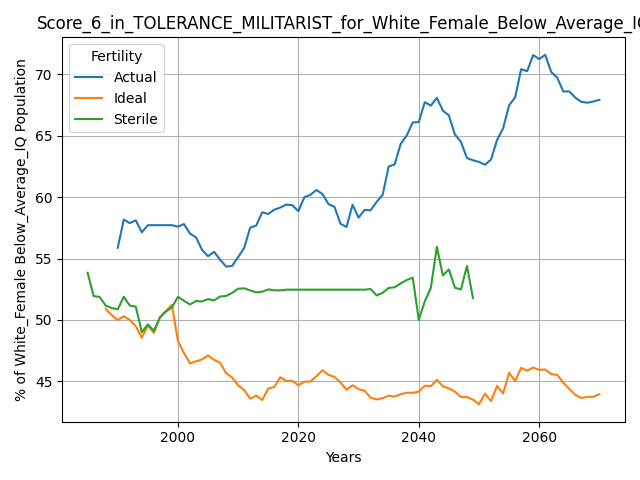 Score_6_in_TOLERANCE_MILITARIST_for_White_Female_Below_Average_IQ
% of White_Female Below_Average_IQ Population
Fertility
Actual
Ideal
Sterile
70
65
60
55
50
45
2000
2020
2040
2060
Years